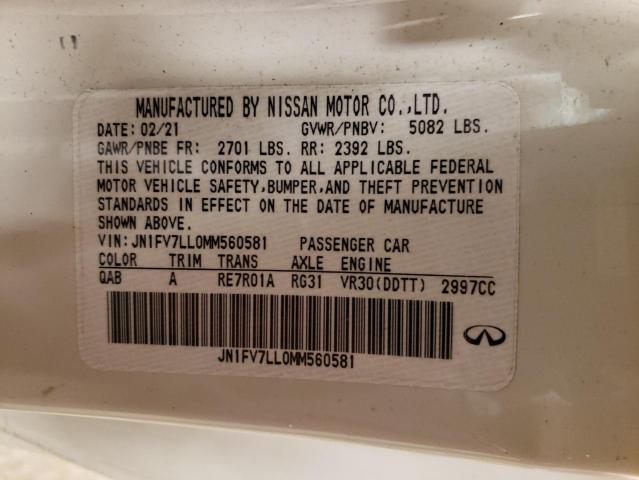 MANUFACTURED BY NISSAN MOTOR CO.,LTD.
DATE: 02/21 GVWR/PNBV: 5082 LBS.
GAWR/PNBE FR: 2701 LBS. RR: 2392 LBS.
THIS VEHICLE CONFORMS TO ALL APPLICABLE FEDERAL
MOTOR VEHICLE SAFETY,BUMPER,AND THEFT PREVENTION
STANDARDS IN EFFECT ON THE DATE OF MANUFACTURE
SHOWN ABOVE.
VIN:JN1FV7LL0MM560581 PASSENGER CAR
COLOR TRIM TRANS AXLE ENGINE
QAB A RE7R01A RG31 VR30(DDTT) 2997CC
JN1FV7LL0MM560581